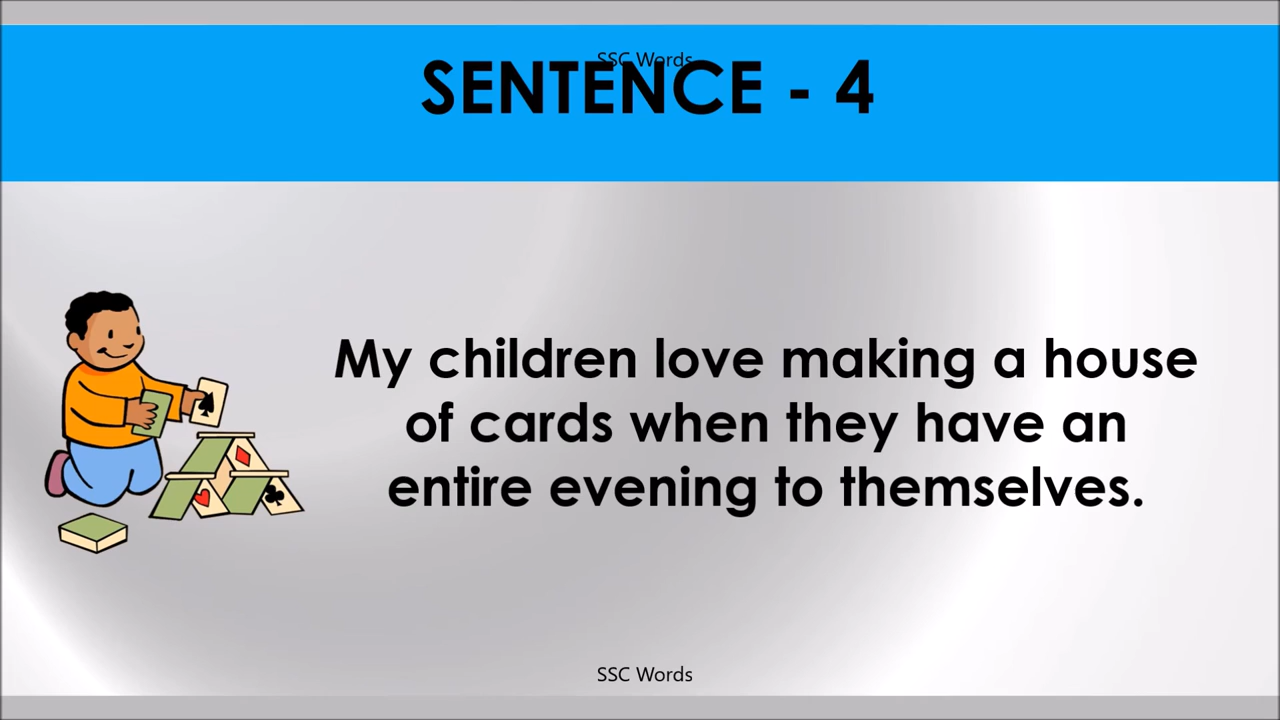 SSC Words
SENTENCE - 4
My children love making a house
of cards when they have an
entire evening to themselves.
SSC Words